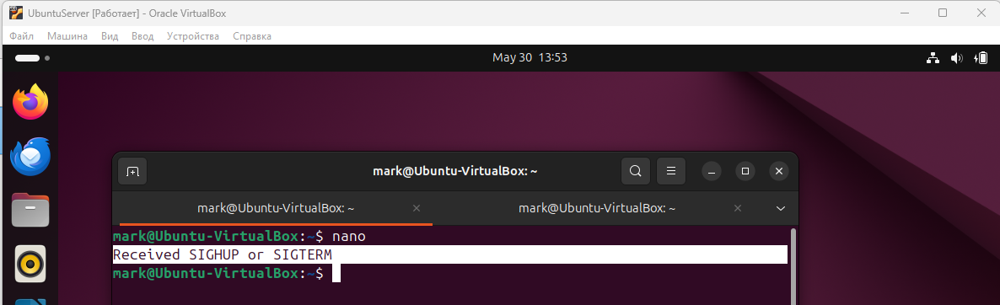 UbuntuServer [Работает] - Oracle VirtualBox
Файл Машина Вид Ввод Устройства Справка
May 30 13:53
mark@Ubuntu-VirtualBox: ~
mark@Ubuntu-VirtualBox: ~ mark@Ubuntu-VirtualBox: ~
mark@Ubuntu-VirtualBox:~$ nano
Received SIGHUP or SIGTERM
mark@Ubuntu-VirtualBox:~$